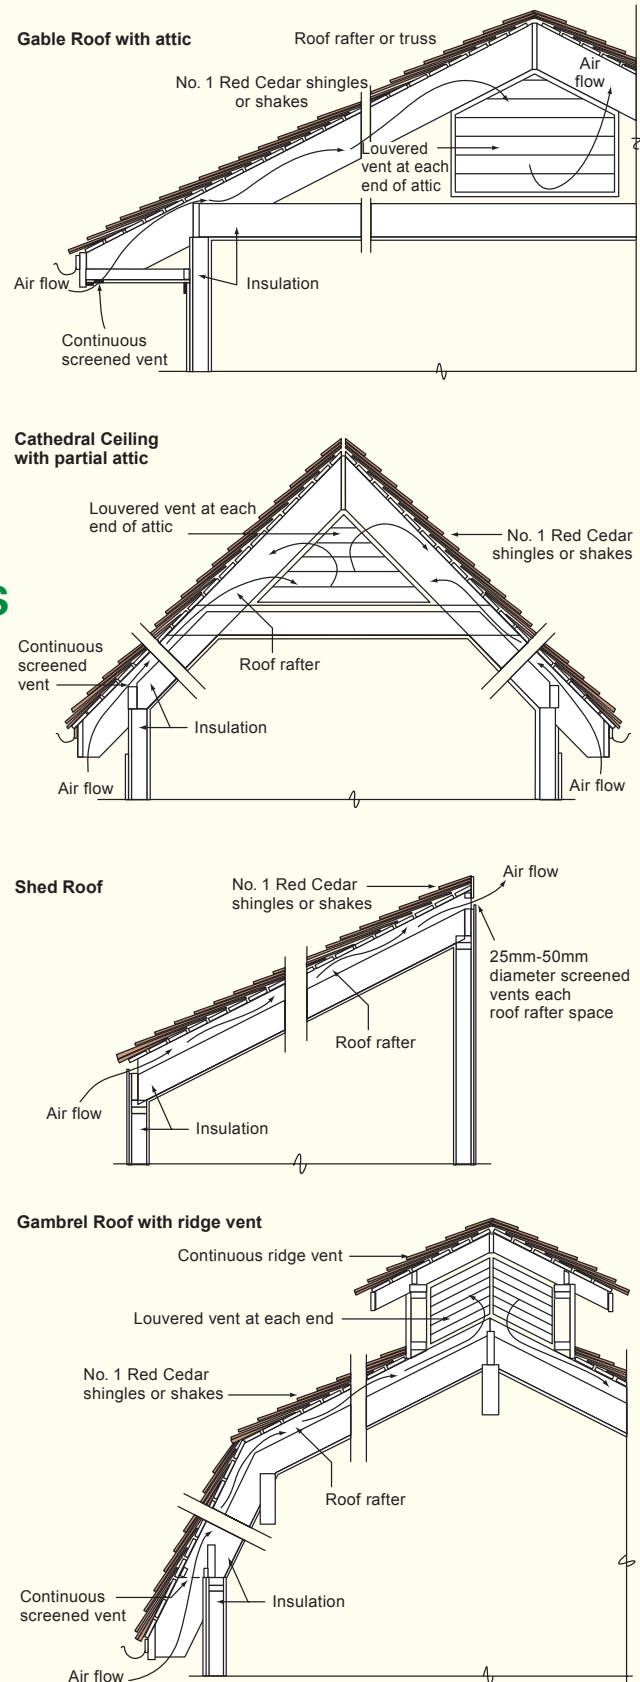 Gable Roof with attic
Roof rafter or truss
Air
flow
No. 1 Red Cedar shingles
or shakes
Louvered
vent at each
end of attic
Air flow
Insulation
Continuous
screened vent
Cathedral Ceiling
with partial attic
Louvered vent at each
end of attic
No. 1 Red Cedar
shingles or shakes
S
Continuous
screened
vent
Roof rafter
Insulation
Air flow
Air flow
Shed Roof
No. 1 Red Cedar
shingles or shakes
Air flow
25mm-50mm
diameter screened
vents each
roof rafter space
Roof rafter
Air flow
Insulation
Gambrel Roof with ridge vent
Continuous ridge vent
Louvered vent at each end
No. 1 Red Cedar
shingles or shakes
Roof rafter
Continuous
screened vent
Insulation
Air flow